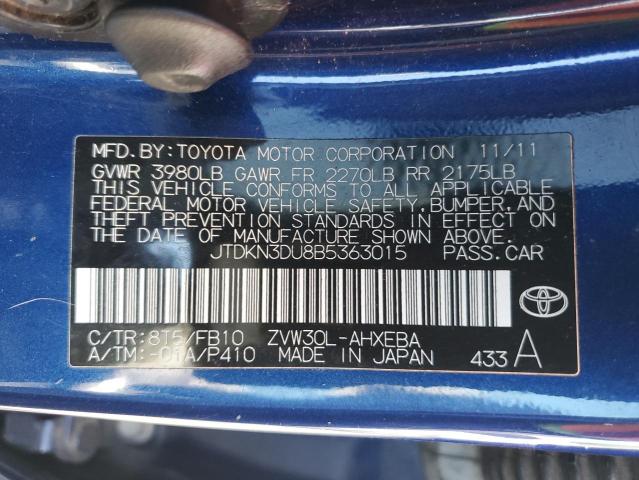 MFD.BY:TOYOTA MOTOR CORPORATION 11/11
GVWR 3980LB GAWR FR 2270LB RR 2175LB
THIS VEHICLE CONFORMS TO ALL APPLICABLE
FEDERAL MOTOR VEHICLE SAFETY,BUMPER,AND
THEFT PREVENTION STANDARDS IN EFFECT ON
THE DATE OF MANUFACTURE SHOWN ABOVE.
JTDKN3DU8B5363015 PASS.CAR
C/TR:8T5/FB10 ZVW30L-AHXEBA
A/TM:-01A/P410 MADE IN JAPAN 433A